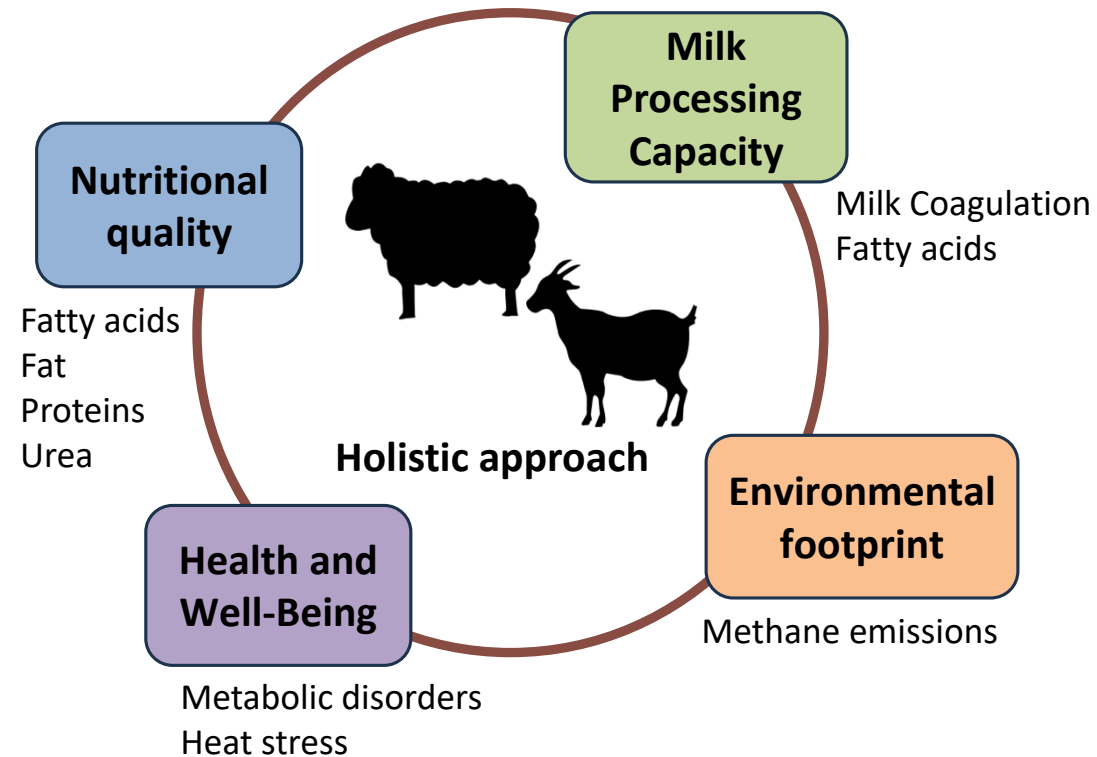 Milk
Processing
Capacity
Milk Coagulation
Fatty acids
Nutritional
quality
Fatty acids
Fat
Proteins
Urea
Holistic approach
Environmental
footprint
Methane emissions
Health and
Well-Being
Metabolic disorders
Heat stress